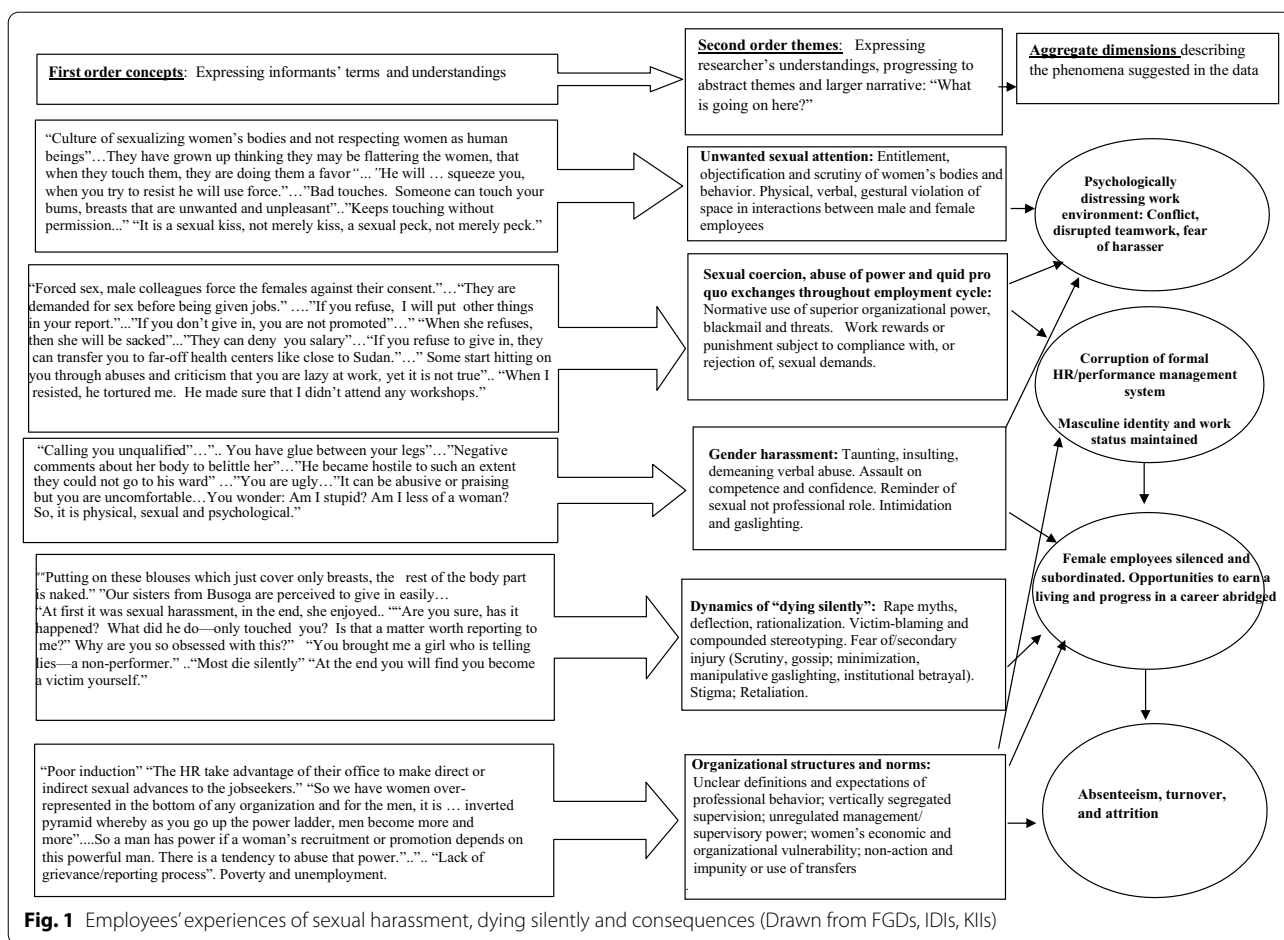 First order concepts: Expressing informants' terms and understandings
Second order themes: Expressing
researcher's understandings, progressing to
abstract themes and larger narrative: “What
is going on here?”
Aggregate dimensions describing
the phenomena suggested in the data
“Culture of sexualizing women's bodies and not respecting women as human
beings”…They have grown up thinking they may be flattering the women, that
when they touch them, they are doing them a favor“... ”He will … squeeze you,
when you try to resist he will use force.”…”Bad touches. Someone can touch your
bums, breasts that are unwanted and unpleasant”..”Keeps touching without
permission...” “It is a sexual kiss, not merely kiss, a sexual peck, not merely peck.”
Unwanted sexual attention: Entitlement,
objectification and scrutiny of women's bodies and
behavior. Physical, verbal, gestural violation of
space in interactions between male and female
employees
Psychologically
distressing work
environment: Conflict,
disrupted teamwork, fear
of harasser
“Forced sex, male colleagues force the females against their consent.”…“They are
demanded for sex before being given jobs.” ….”If you refuse, I will put other things
in your report.”...”If you don't give in, you are not promoted”…” “When she refuses,
then she will be sacked”...”They can deny you salary”…“If you refuse to give in, they
can transfer you to far-off health centers like close to Sudan.”…” Some start hitting on
you through abuses and criticism that you are lazy at work, yet it is not true”.. “When I
resisted, he tortured me. He made sure that I didn't attend any workshops.”
Sexual coercion, abuse of power and quid pro
quo exchanges throughout employment cycle:
Normative use of superior organizational power,
blackmail and threats. Work rewards or
punishment subject to compliance with, or
rejection of, sexual demands.
Corruption of formal
HR/performance management
system
Masculine identity and work
status maintained
“Calling you unqualified”…”.. You have glue between your legs”…”Negative
comments about her body to belittle her”…”He became hostile to such an extent
they could not go to his ward” …”You are ugly…”It can be abusive or praising
but you are uncomfortable…You wonder: Am I stupid? Am I less of a woman?
So, it is physical, sexual and psychological.”
Gender harassment: Taunting, insulting,
demeaning verbal abuse. Assault on
competence and confidence. Reminder of
sexual not professional role. Intimidation
and gaslighting.
Female employees silenced and
subordinated. Opportunities to earn a
living and progress in a career abridged
““Putting on these blouses which just cover only breasts, the rest of the body part
is naked.” ”Our sisters from Busoga are perceived to give in easily…
“At first it was sexual harassment, in the end, she enjoyed.. ““Are you sure, has it
happened? What did he do—only touched you? Is that a matter worth reporting to
me?” Why are you so obsessed with this?” “You brought me a girl who is telling
lies—a non-performer.” ..“Most die silently” “At the end you will find you become
a victim yourself.”
Dynamics of “dying silently”: Rape myths,
deflection, rationalization. Victim-blaming and
compounded stereotyping. Fear of/secondary
injury (Scrutiny, gossip; minimization,
manipulative gaslighting, institutional betrayal).
Stigma; Retaliation.
“Poor induction” “The HR take advantage of their office to make direct or
indirect sexual advances to the jobseekers.” “So we have women over-
represented in the bottom of any organization and for the men, it is … inverted
pyramid whereby as you go up the power ladder, men become more and
more”....So a man has power if a woman's recruitment or promotion depends on
this powerful man. There is a tendency to abuse that power.”..”.. “Lack of
grievance/reporting process”. Poverty and unemployment.
Organizational structures and norms:
Unclear definitions and expectations of
professional behavior; vertically segregated
supervision; unregulated management/
supervisory power; women's economic and
organizational vulnerability; non-action and
impunity or use of transfers
.
Absenteeism, turnover,
and attrition
Fig. 1 Employees' experiences of sexual harassment, dying silently and consequences (Drawn from FGDs, IDIs, KIIs)